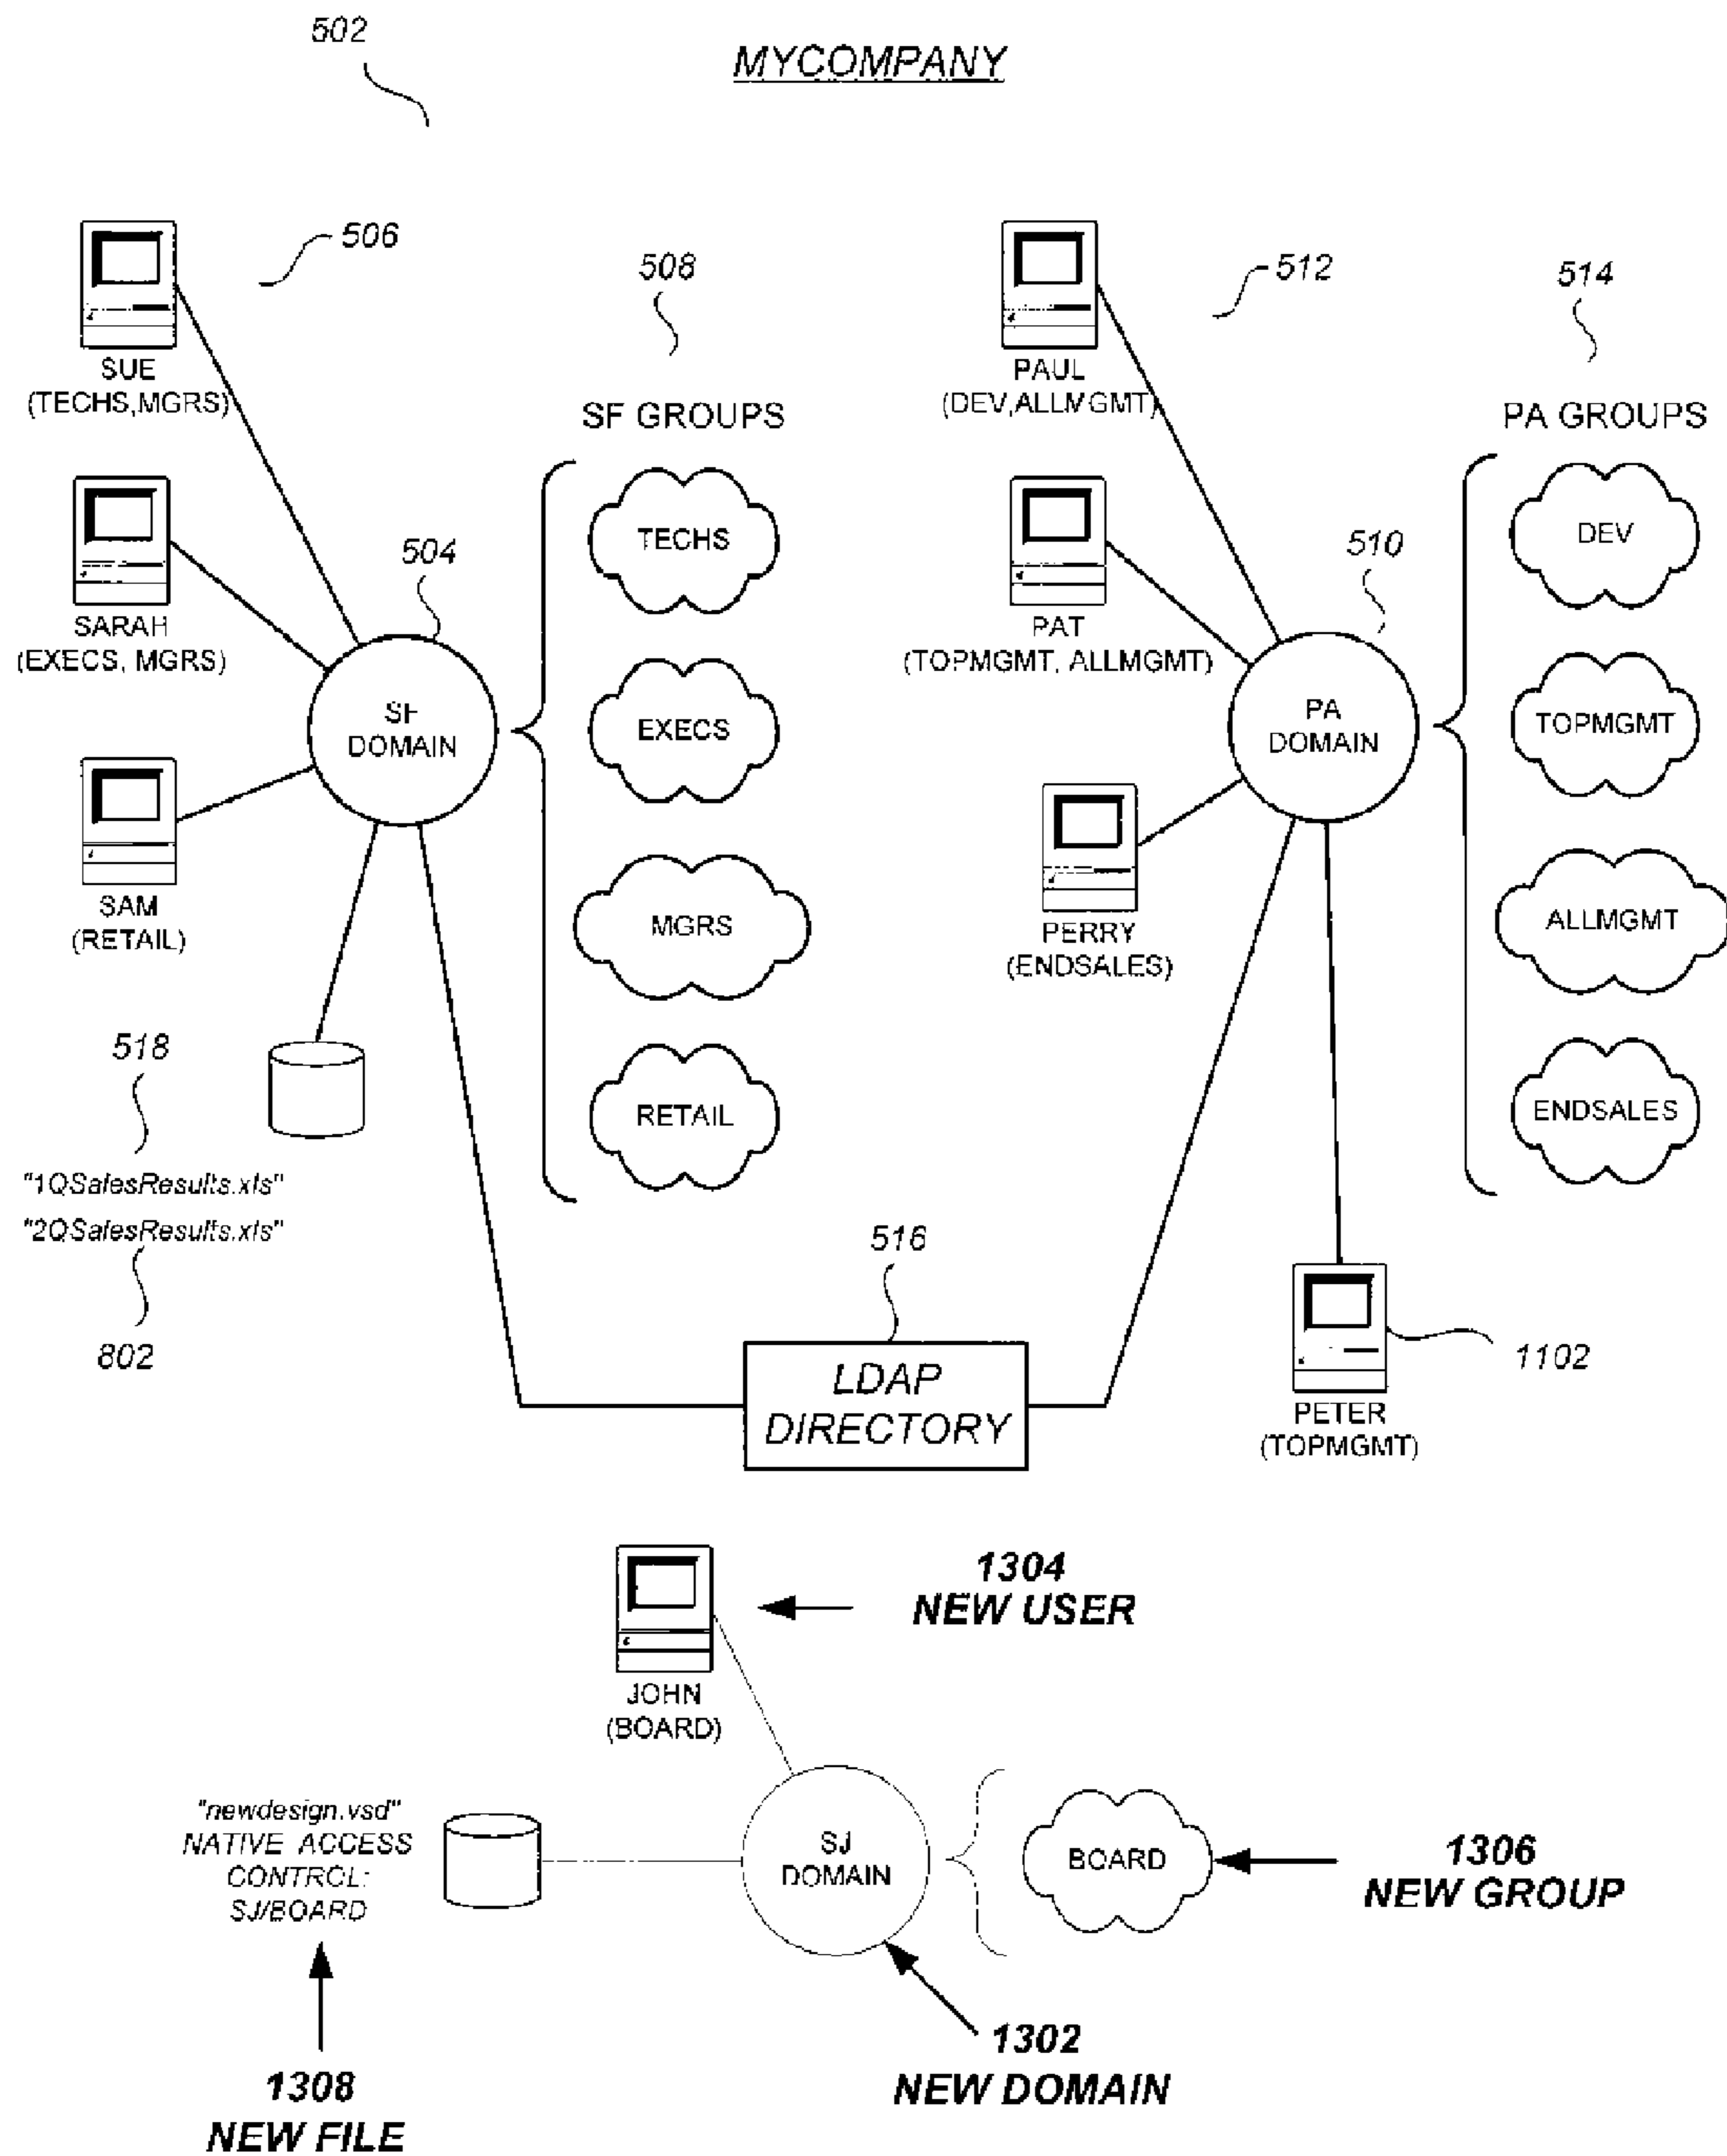 502
MYCOMPANY
506
508
512
514
SUE
(TECHS,MGRS)
SF GROUPS
PAUL
(DEV,ALLMGMT)
PA GROUPS
TECHS
DEV
504
510
SARAH
(EXECS, MGRS)
PAT
(TOPMGMT, ALLMGMT)
SF
DOMAIN
EXECS
PA
DOMAIN
TOPMGMT
SAM
(RETAIL)
MGRS
PERRY
(ENDSALES)
ALLMGMT
518
RETAIL
ENDSALES
"1QSalesResults.xls"
"2QSalesResults.xls"
802
516
LDAP
DIRECTORY
1102
PETER
(TOPMGMT)
1304
NEW USER
JOHN
(BOARD)
"newdesign.vsd"
NATIVE ACCESS
CONTROL:
SJ/BOARD
SJ
DOMAIN
BOARD
1306
NEW GROUP
1302
NEW DOMAIN
1308
NEW FILE